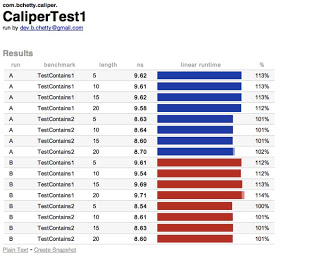 com.bchetty.caliper.
CaliperTest1
run by dev.b.chetty@gmail.com
Results
run benchmark length ns linear runtime %
A TestContains1 5 9.62 113%
A TestContains1 10 9.61 113%
A TestContains1 15 9.62 113%
A TestContains1 20 9.58 112%
A TestContains2 5 8.63 101%
A TestContains2 10 8.64 101%
A TestContains2 15 8.60 101%
A TestContains2 20 8.70 102%
B TestContains1 5 9.61 112%
B TestContains1 10 9.54 112%
B TestContains1 15 9.69 113%
B TestContains1 20 9.71 114%
B TestContains2 5 8.54 100%
B TestContains2 10 8.61 101%
B TestContains2 15 8.63 101%
B TestContains2 20 8.60 101%
Plain Text - Create Snapshot